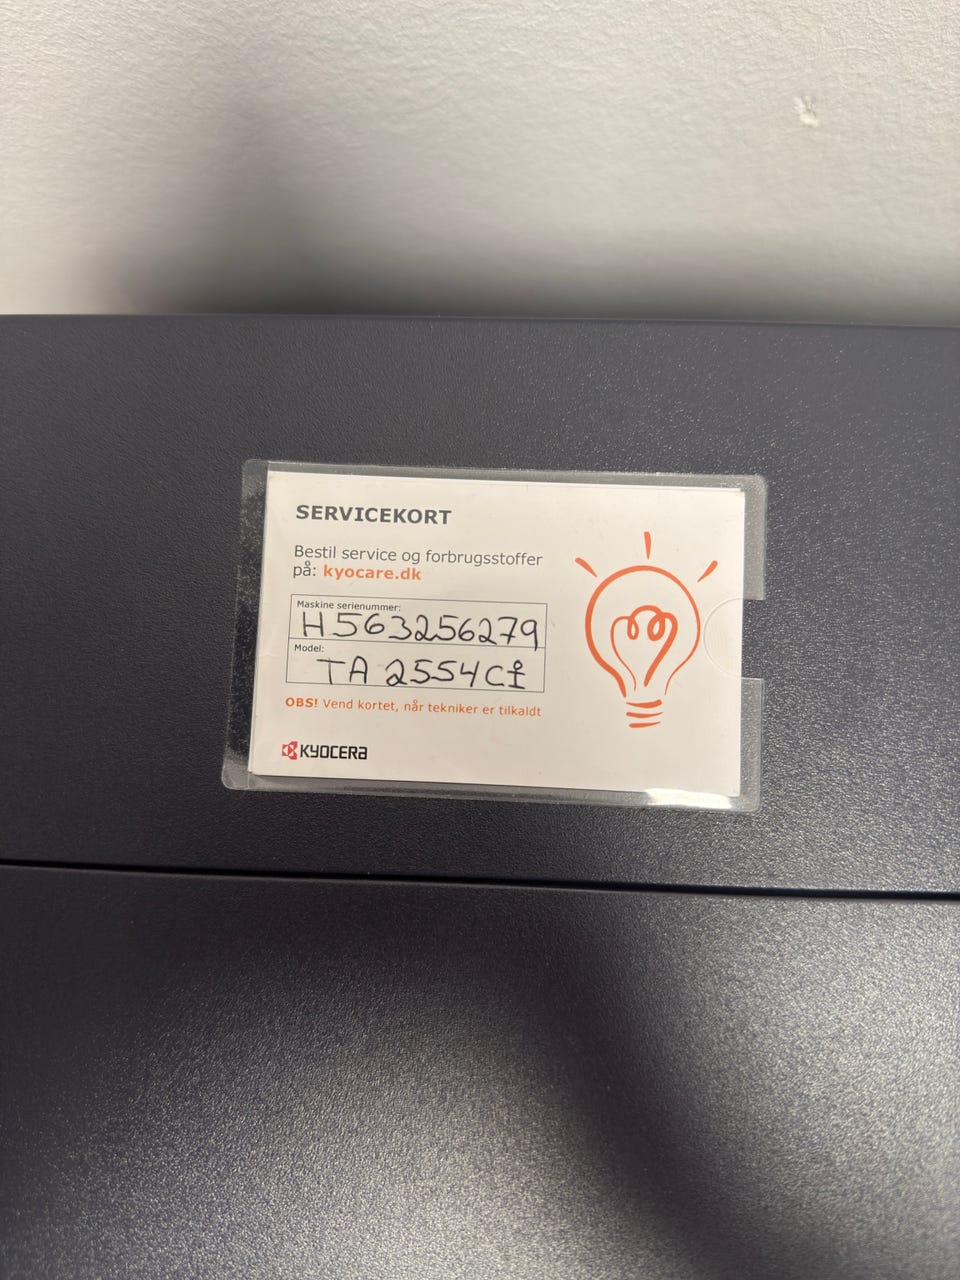 SERVICEKORT
Bestil service og forbrugsstoffer
på: kyocare.dk
Maskine serienummer:
H563256279
Model:
TA 2554ci
OBS! Vend kortet, når tekniker er tilkaldt
KYOCERA